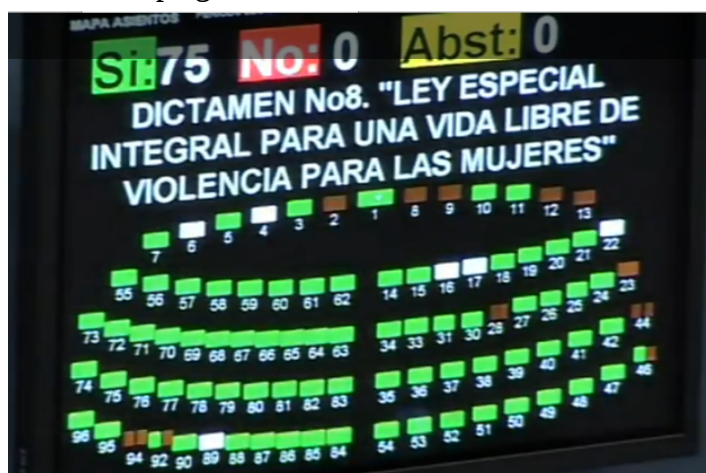 MAPA ASIENTOS
Si: 75 No: 0 Abst: 0
DICTAMEN No8. "LEY ESPECIAL
INTEGRAL PARA UNA VIDA LIBRE DE
VIOLENCIA PARA LAS MUJERES"
7 6 5 4 3 2 1 8 9 10 11 12 13
55 56 57 58 59 60 61 62 14 15 16 17 18 19 20 21 22
73 72 71 70 69 68 67 66 65 64 63 34 33 31 30 28 27 26 25 24 23
74 75 76 77 78 79 80 81 82 83 35 36 37 38 39 40 41 42 44
96 95 94 92 90 89 88 87 86 85 84 54 53 52 51 50 49 48 47 46